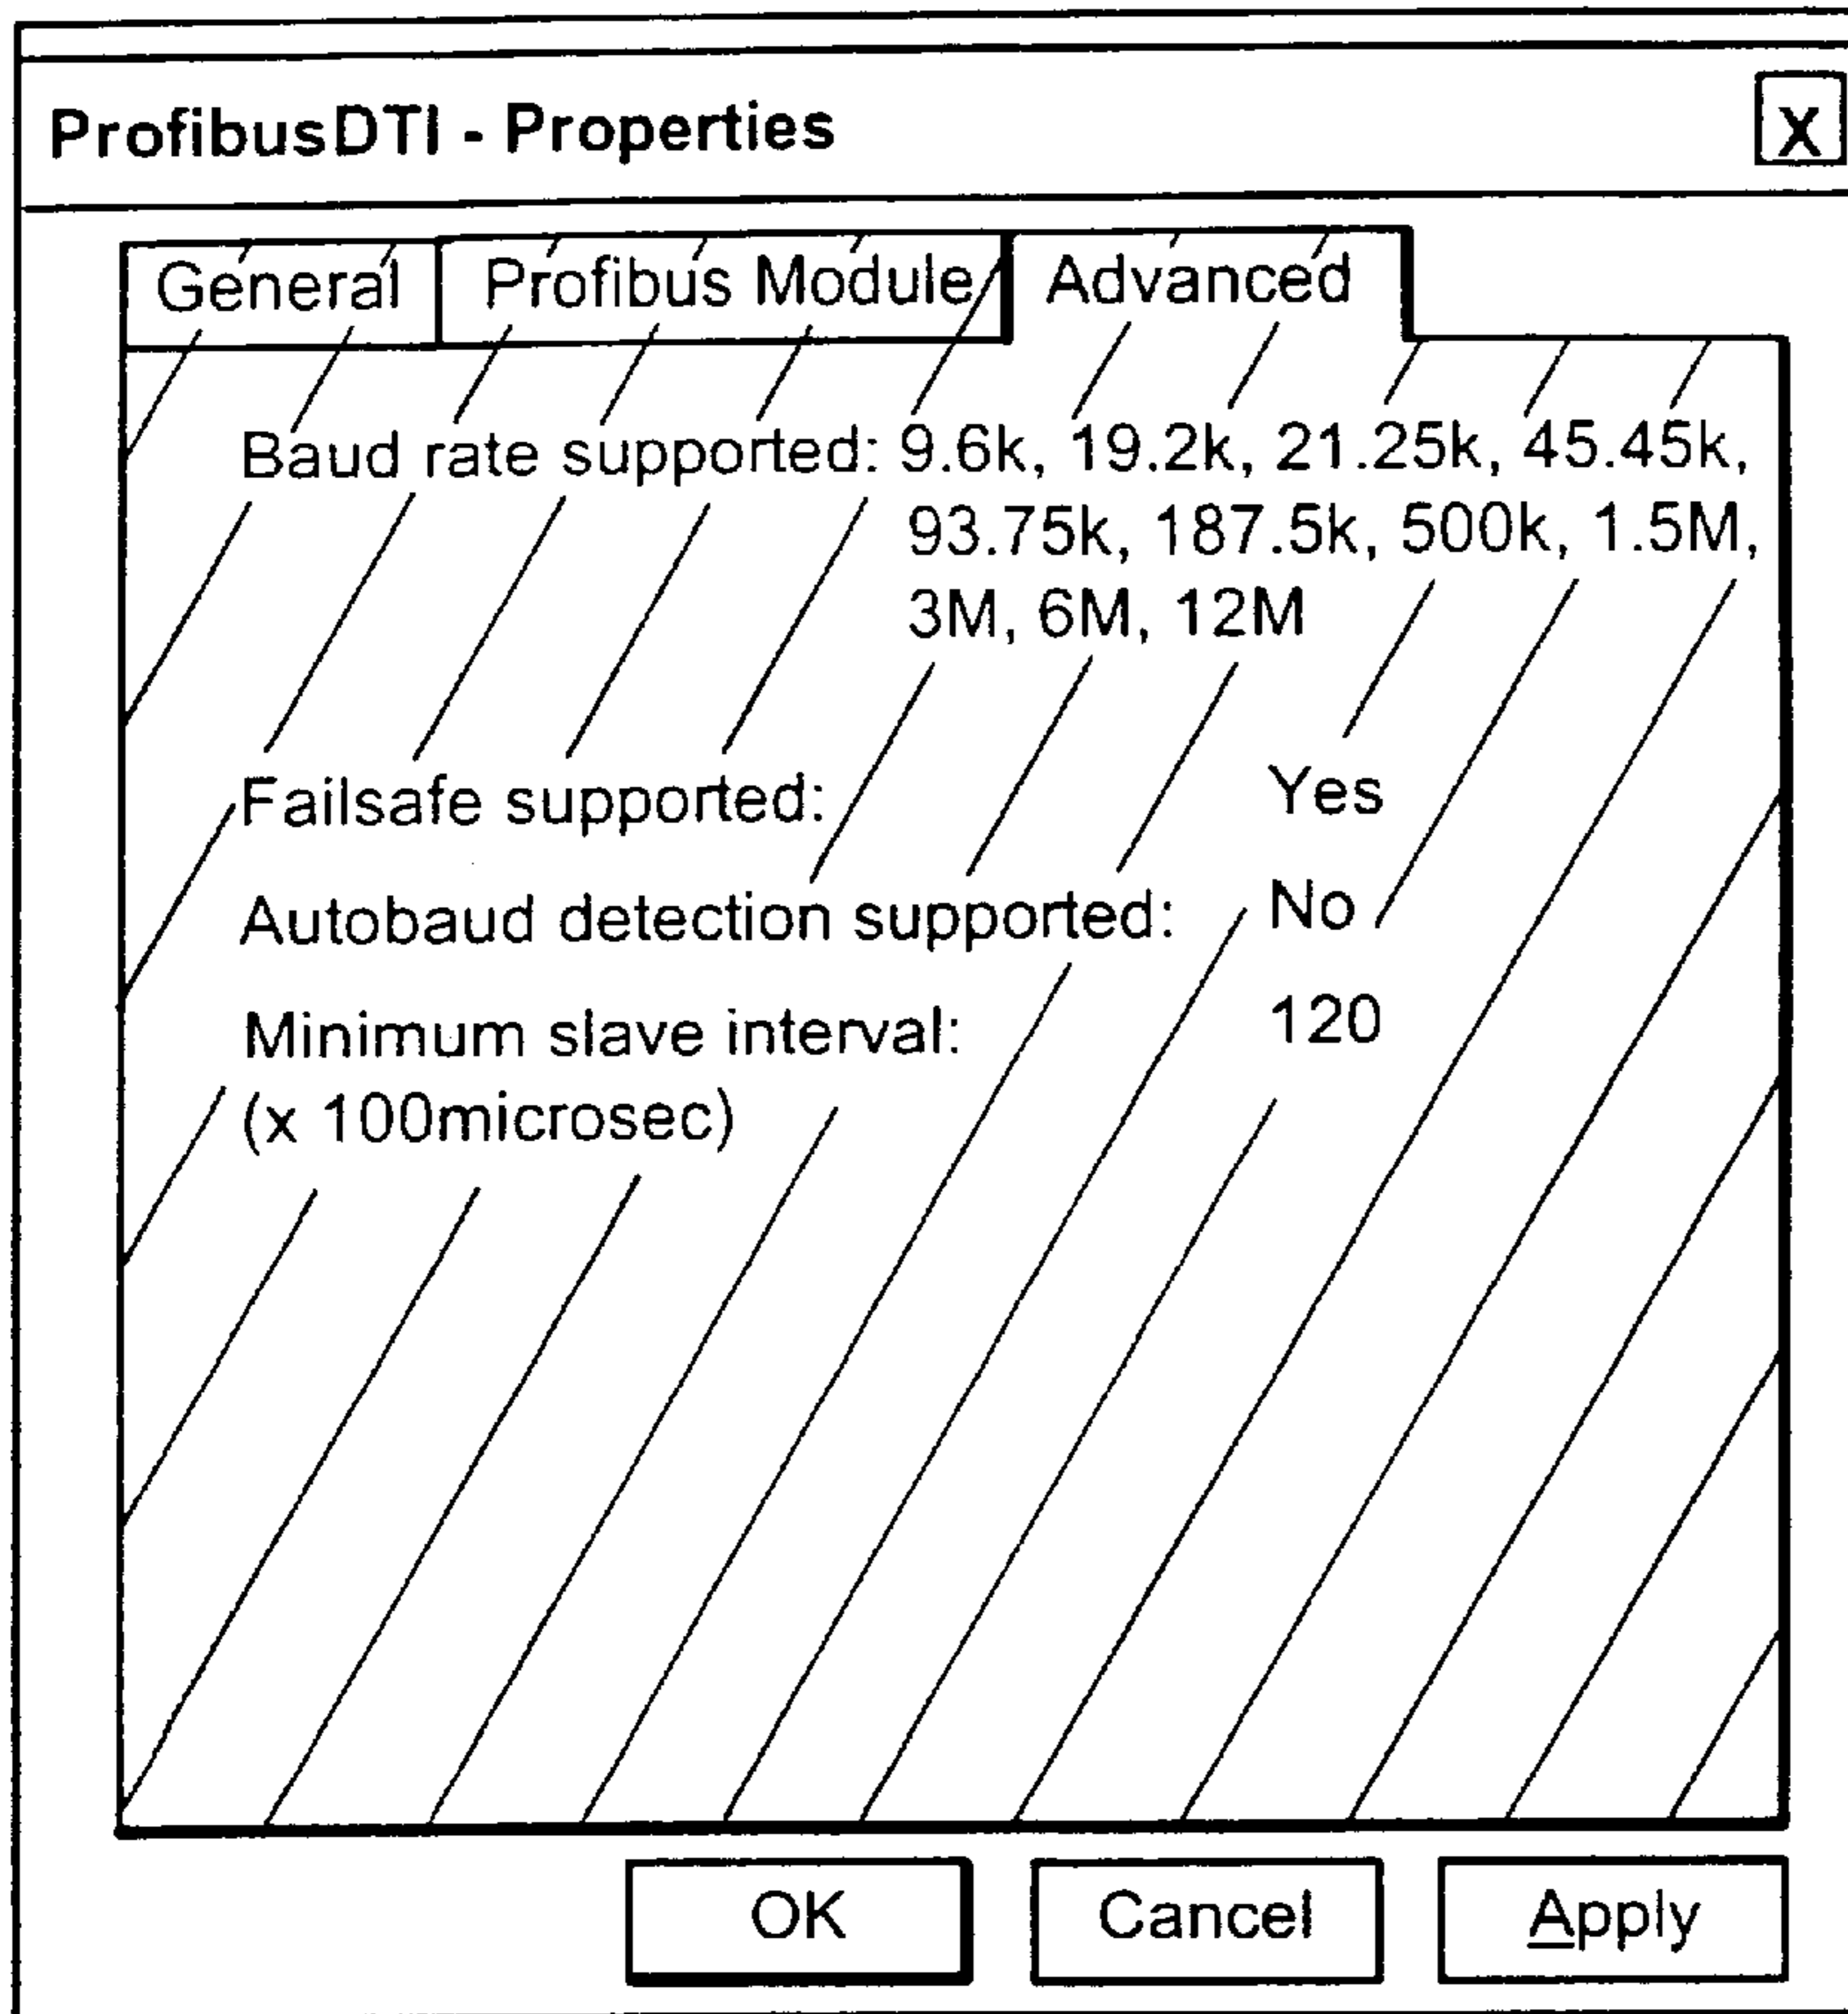 ProfibusDTI - Properties X
General Profibus Module Advanced
Baud rate supported: 9.6k, 19.2k, 21.25k, 45.45k,
93.75k, 187.5k, 500k, 1.5M,
3M, 6M, 12M
Failsafe supported: Yes
Autobaud detection supported: No
Minimum slave interval: 120
(x 100microsec)
OK Cancel Apply